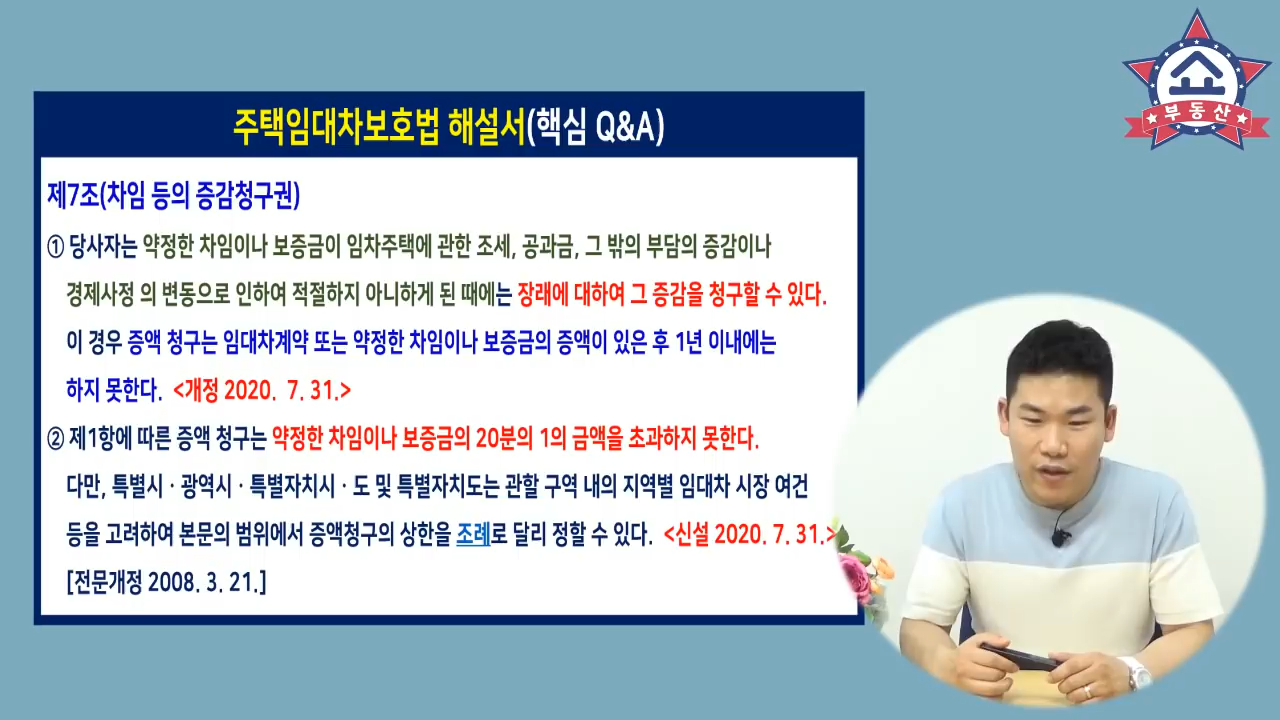 부동산
주택임대차보호법 해설서(핵심 Q&A)
제7조(차임 등의 증감청구권)
① 당사자는 약정한 차임이나 보증금이 임차주택에 관한 조세, 공과금, 그 밖의 부담의 증감이나
경제사정 의 변동으로 인하여 적절하지 아니하게 된 때에는 장래에 대하여 그 증감을 청구할 수 있다.
이 경우 증액 청구는 임대차계약 또는 약정한 차임이나 보증금의 증액이 있은 후 1년 이내에는
하지 못한다. <개정 2020. 7. 31.>
② 제1항에 따른 증액 청구는 약정한 차임이나 보증금의 20분의 1의 금액을 초과하지 못한다.
다만, 특별시ㆍ광역시ㆍ특별자치시ㆍ도 및 특별자치도는 관할 구역 내의 지역별 임대차 시장 여건
등을 고려하여 본문의 범위에서 증액청구의 상한을 조례로 달리 정할 수 있다. <신설 2020. 7. 31.>
[전문개정 2008. 3. 21.]